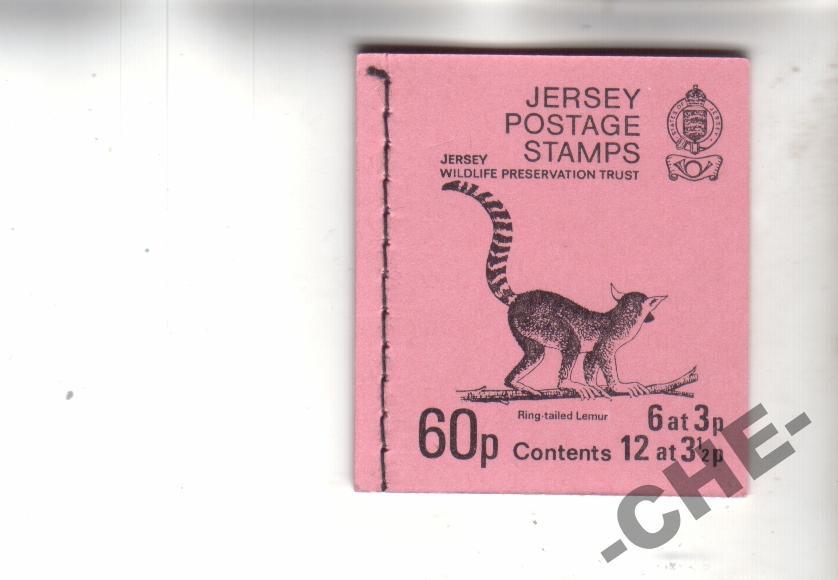 JERSEY
POSTAGE
STAMPS
JERSEY
WILDLIFE PRESERVATION TRUST
Ring-tailed Lemur
60p Contents 6 at 3p
12 at 3½p
-CHE-